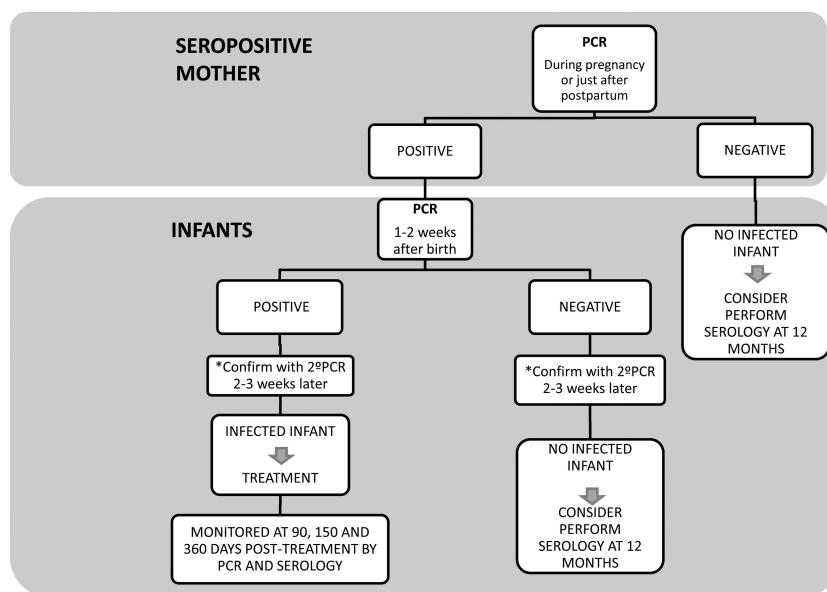 SEROPOSITIVE
MOTHER
PCR
During pregnancy
or just after
postpartum
POSITIVE
NEGATIVE
INFANTS
PCR
1-2 weeks
after birth
NO INFECTED
INFANT
CONSIDER
PERFORM
SEROLOGY AT 12
MONTHS
POSITIVE
NEGATIVE
*Confirm with 2ºPCR
2-3 weeks later
*Confirm with 2ºPCR
2-3 weeks later
INFECTED INFANT
TREATMENT
NO INFECTED
INFANT
CONSIDER
PERFORM
SEROLOGY AT 12
MONTHS
MONITORED AT 90, 150 AND
360 DAYS POST-TREATMENT BY
PCR AND SEROLOGY